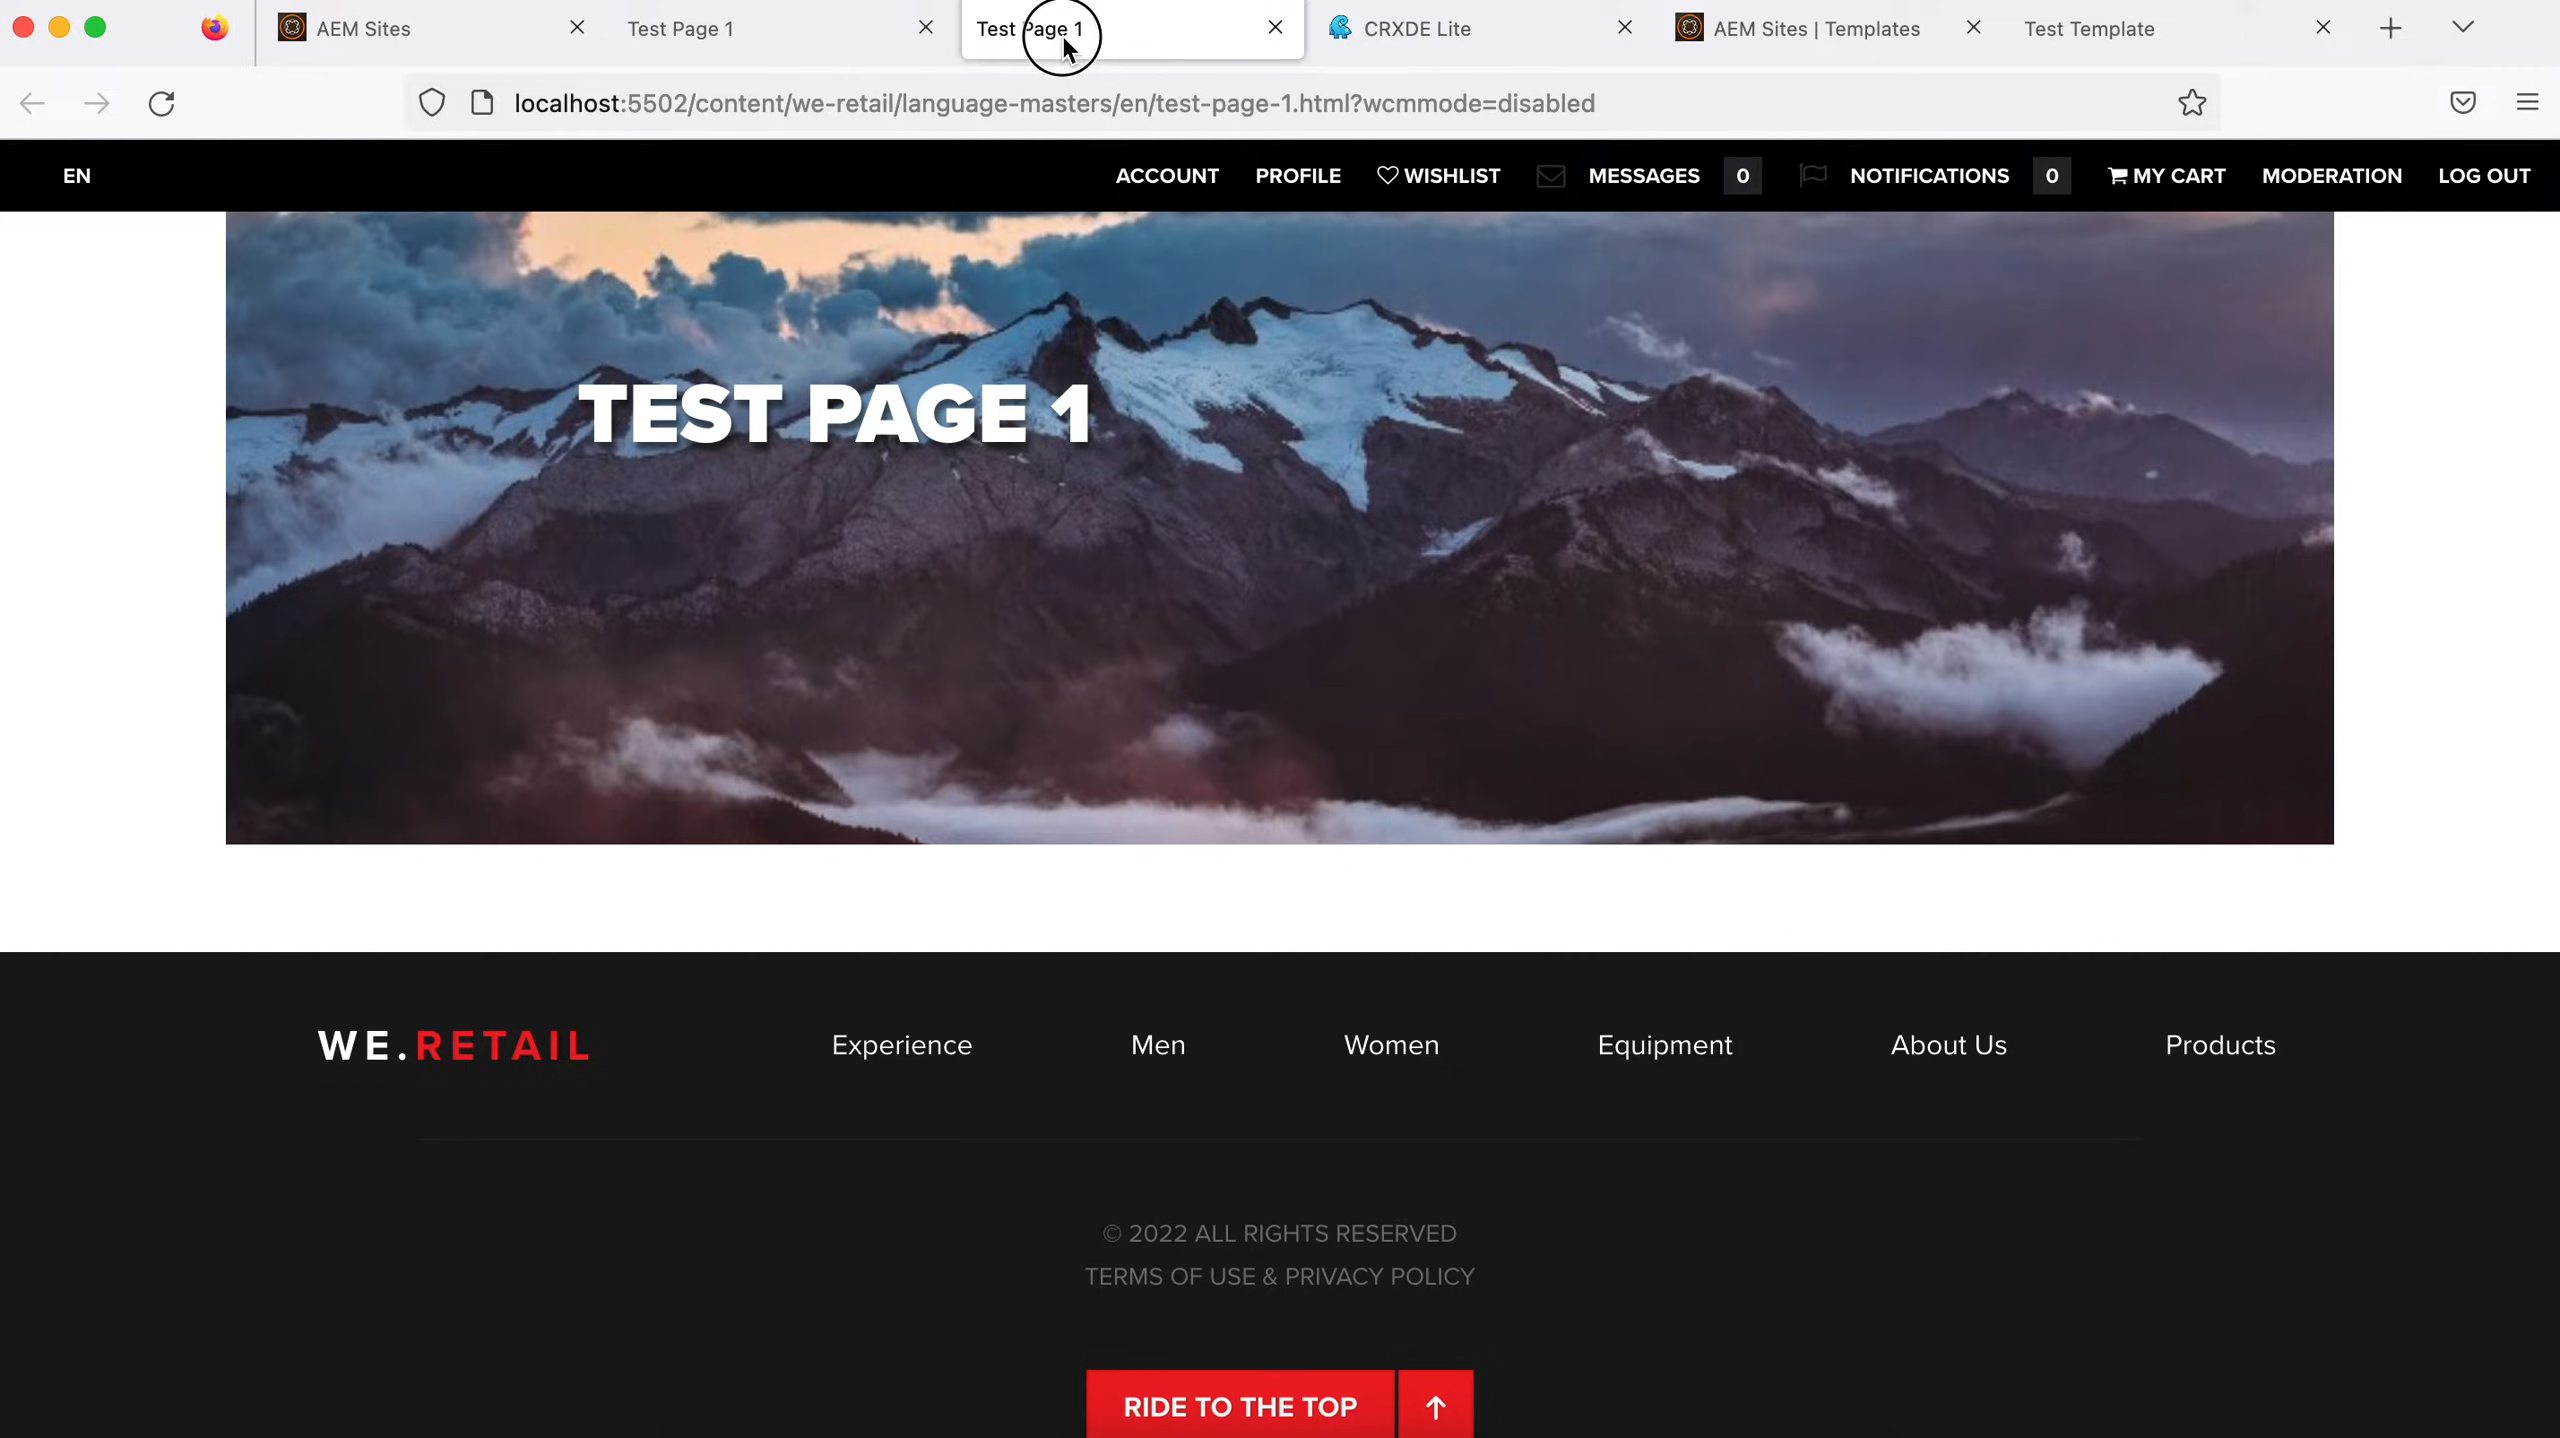 AEM Sites
Test Page 1
Test Page 1
CRXDE Lite
AEM Sites | Templates
Test Template
localhost:5502/content/we-retail/language-masters/en/test-page-1.html?wcmmode=disabled
EN
ACCOUNT
PROFILE
WISHLIST
MESSAGES 0
NOTIFICATIONS 0
MY CART
MODERATION
LOG OUT
TEST PAGE 1
WE.RETAIL
Experience
Men
Women
Equipment
About Us
Products
© 2022 ALL RIGHTS RESERVED
TERMS OF USE & PRIVACY POLICY
RIDE TO THE TOP